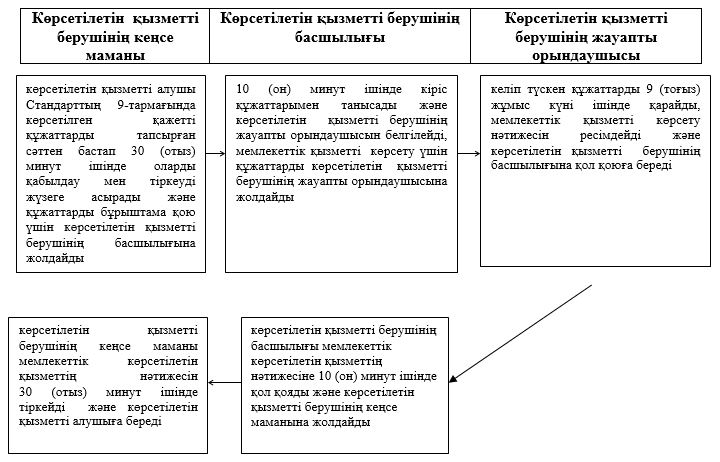 Көрсетілетін қызметті
берушінің кеңсе
маманы
Көрсетілетін қызметті берушінің
басшылығы
Көрсетілетін қызметті
берушінің жауапты
орындаушысы
көрсетілетін қызметті алушы
Стандарттың 9-тармағында
көрсетілген қажетті
құжаттарды тапсырған
сәттен бастап 30 (отыз)
минут ішінде оларды
қабылдау мен тіркеуді
жүзеге асырады және
құжаттарды бұрыштама қою
үшін көрсетілетін қызметті
берушінің басшылығына
жолдайды
10 (он) минут ішінде кіріс
құжаттарымен танысады және
көрсетілетін қызметті берушінің
жауапты орындаушысын белгілейді,
мемлекеттік қызметті көрсету үшін
құжаттарды көрсетілетін қызметті
берушінің жауапты орындаушысына
жолдайды
келіп түскен құжаттарды 9 (тоғыз)
жұмыс күні ішінде қарайды,
мемлекеттік қызметті көрсету
нәтижесін ресімдейді және
көрсетілетін қызметті берушінің
басшылығына қол қоюға береді
көрсетілетін қызметті
берушінің кеңсе маманы
мемлекеттік көрсетілетін
қызметтің нәтижесін
30 (отыз) минут ішінде
тіркейді және көрсетілетін
қызметті алушыға береді
көрсетілетін қызметті берушінің
басшылығы мемлекеттік
көрсетілетін қызметтің
нәтижесіне 10 (он) минут ішінде
қол қояды және көрсетілетін
қызметті берушінің кеңсе
маманына жолдайды